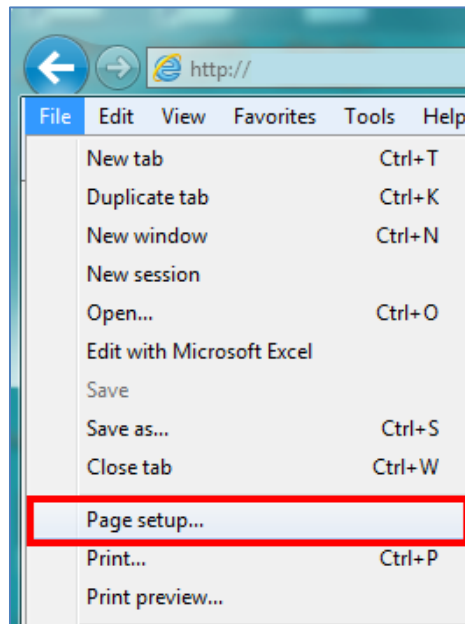 http://
File Edit View Favorites Tools Help
New tab Ctrl+T
Duplicate tab Ctrl+K
New window Ctrl+N
New session
Open... Ctrl+O
Edit with Microsoft Excel
Save
Save as... Ctrl+S
Close tab Ctrl+W
Page setup...
Print... Ctrl+P
Print preview...